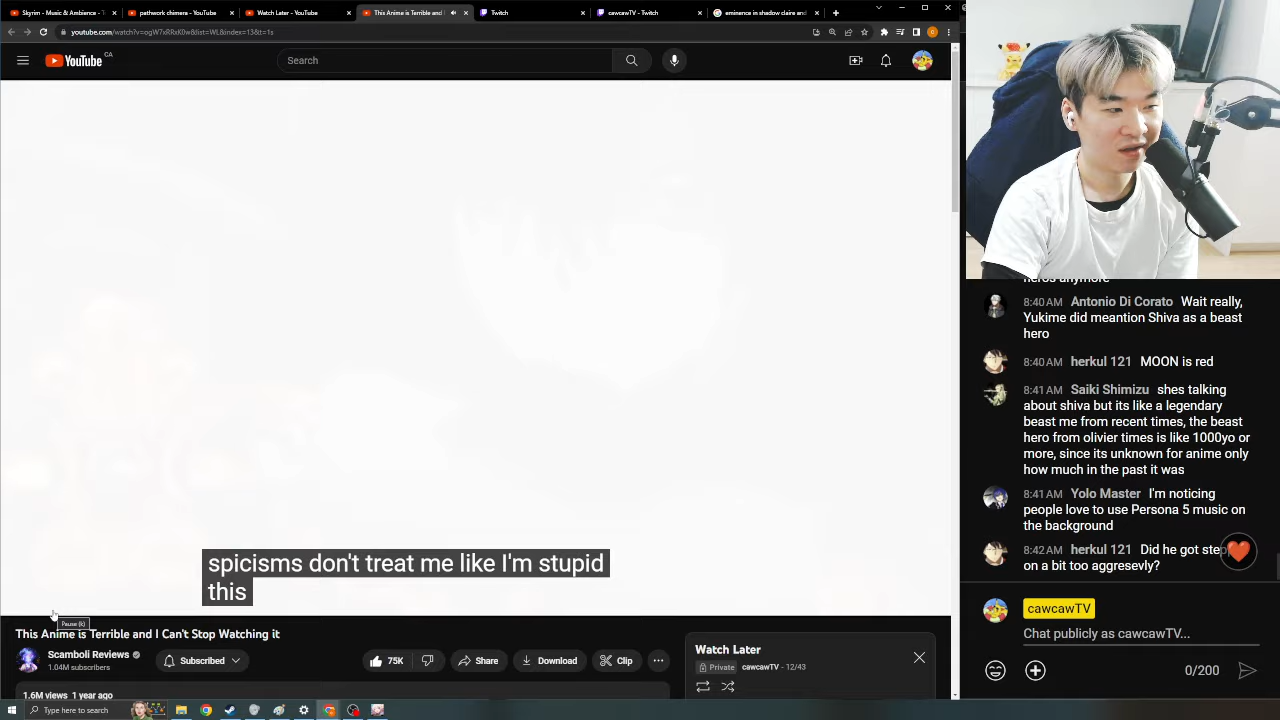 Skyrim - Music & Ambience - T
pathwork chimera - YouTube
Watch Later - YouTube
This Anime is Terrible and I
Twitch
cawcawTV - Twitch
eminence in shadow claire and
youtube.com/watch?v=ogW7xRRxK0w&list=WL&index=13&t=1s
YouTube CA
Search
spicisms don't treat me like I'm stupid
this
Pause (k)
This Anime is Terrible and I Can't Stop Watching it
Scamboli Reviews
1.04M subscribers
Subscribed
75K
Share
Download
Clip
1.6M views 1 year ago
Watch Later
Private cawcawTV - 12/43
Type here to search
heros anymore
8:40 AM Antonio Di Corato Wait really,
Yukime did meantion Shiva as a beast
hero
8:40 AM herkul 121 MOON is red
8:41 AM Saiki Shimizu shes talking
about shiva but its like a legendary
beast me from recent times, the beast
hero from olivier times is like 1000yo or
more, since its unknown for anime only
how much in the past it was
8:41 AM Yolo Master I'm noticing
people love to use Persona 5 music on
the background
8:42 AM herkul 121 Did he got step
on a bit too aggresevly?
cawcawTV
Chat publicly as cawcawTV...
0/200